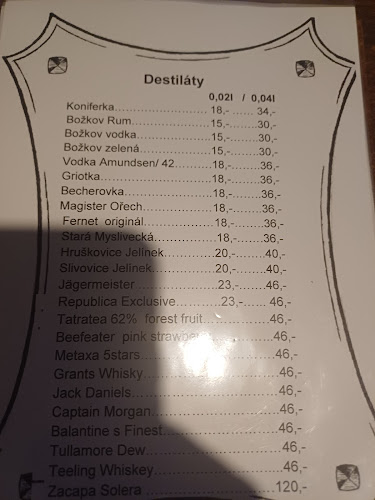 Destiláty
0,02l / 0,04l
Koniferka........................18,- ...... 34,-
Božkov Rum.....................15,-......30,-
Božkov vodka...................15,-......30,-
Božkov zelená..................15,-......30,-
Vodka Amundsen/ 42.........18,-.......36,-
Griotka............................18,-.......36,-
Becherovka......................18,-.......36,-
Magister Ořech.................18,-.......36,-
Fernet originál..................18,-.......36,-
Stará Myslivecká...............18,-.......36,-
Hruškovice Jelínek............20,-.......40,-
Slivovice Jelínek...............20,-.......40,-
Jägermeister....................23,-.......46,-
Republica Exclusive...........23,- ...... 46,-
Tatratea 62% forest fruit.................46,-
Beefeater pink strawberry..............46,-
Metaxa 5stars...............................46,-
Grants Whisky..............................46,-
Jack Daniels.................................46,-
Captain Morgan............................46,-
Balantine s Finest.........................46,-
Tullamore Dew..............................46,-
Teeling Whiskey...........................46,-
Zacapa Solera ............................120,-